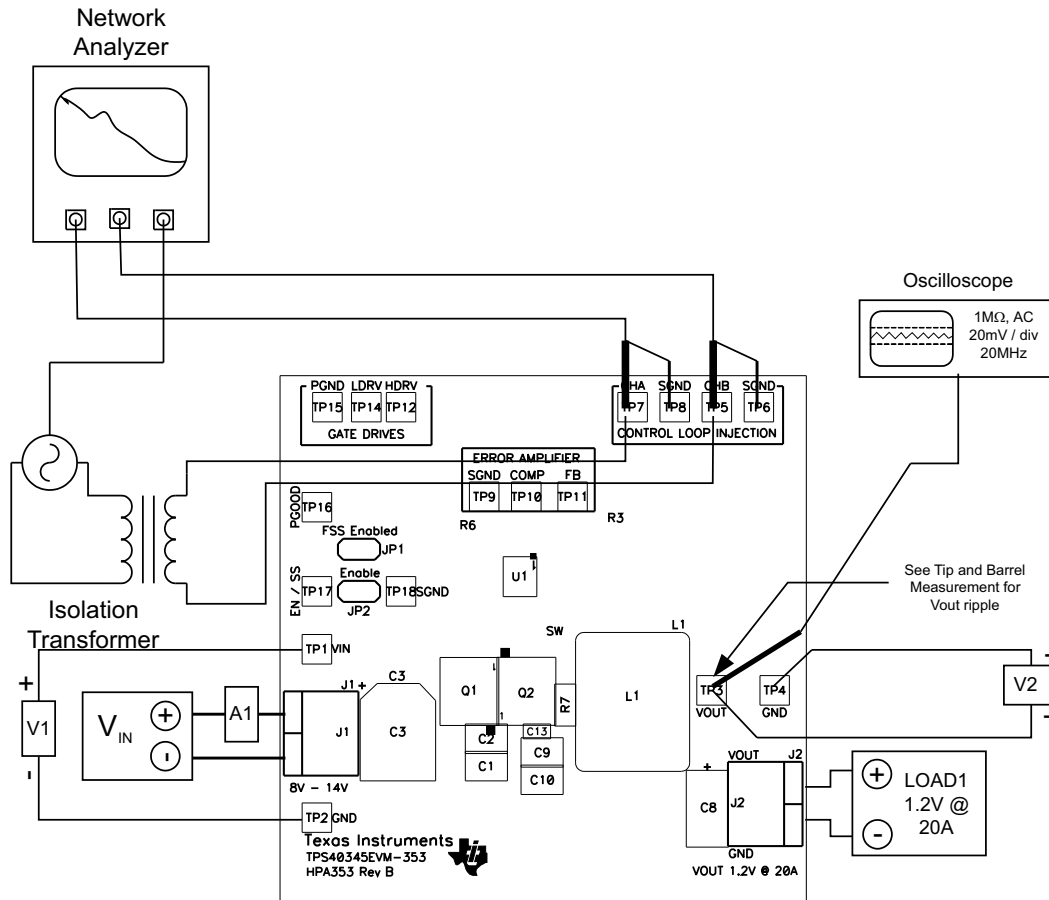 Network
Analyzer
Oscilloscope
1MΩ, AC
20mV / div
20MHz
PGND LDRV HDRV
TP15 TP14 TP12
GATE DRIVES
CHA SGND CHB SGND
TP7 TP8 TP5 TP6
CONTROL LOOP INJECTION
ERROR AMPLIFIER
SGND COMP FB
TP9 TP10 TP11
R6
R3
PGOOD
TP16
FSS Enabled
JP1
EN / SS
TP17
Enable
JP2
TP18 SGND
U1
1
See Tip and Barrel
Measurement for
Vout ripple
Isolation
Transformer
TP1 VIN
SW
L1
L1
Q1
1
Q2
1
R7
TP3
VOUT
TP4
GND
-
V2
-
+
V1
-
VIN
+
-
A1
J1 +
J1
C3
C3
8V - 14V
C2
C1
C13
C9
C10
+
C8
VOUT J2
J2
GND
+
-
LOAD1
1.2V @
20A
TP2 GND
Texas Instruments
TPS40345EVM-353
HPA353 Rev B
VOUT 1.2V @ 20A